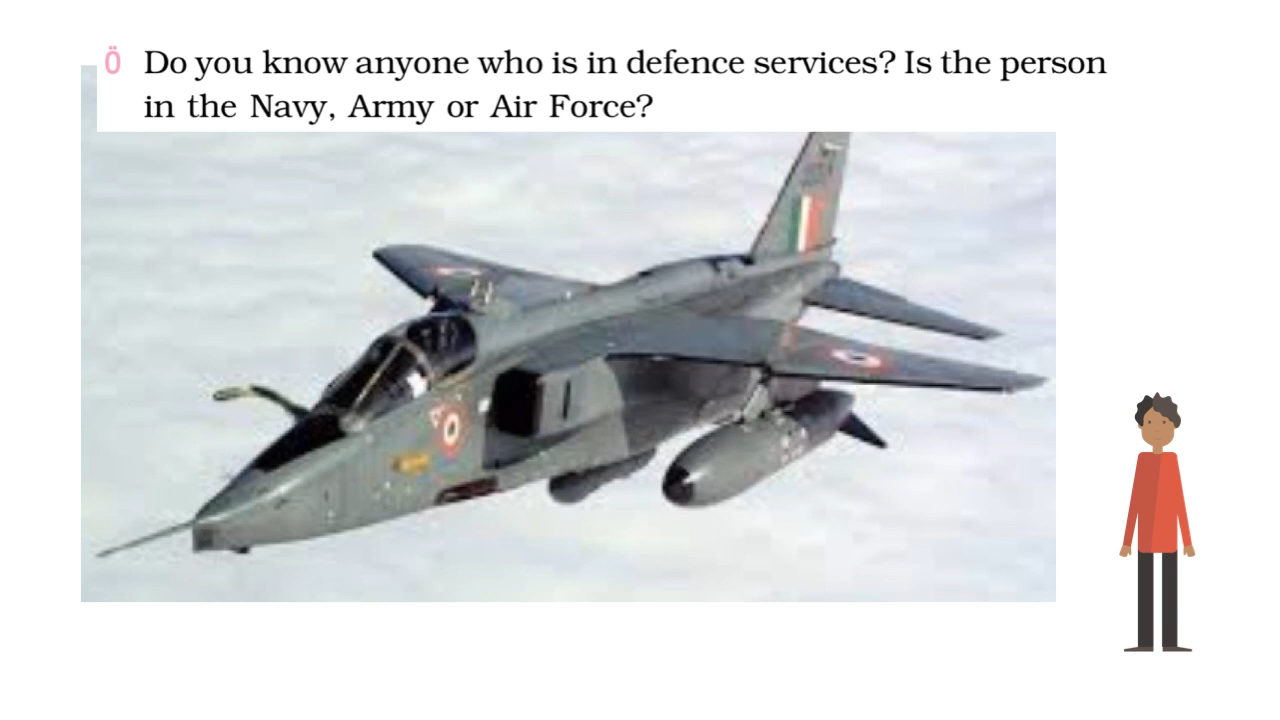 Ö Do you know anyone who is in defence services? Is the person
in the Navy, Army or Air Force?